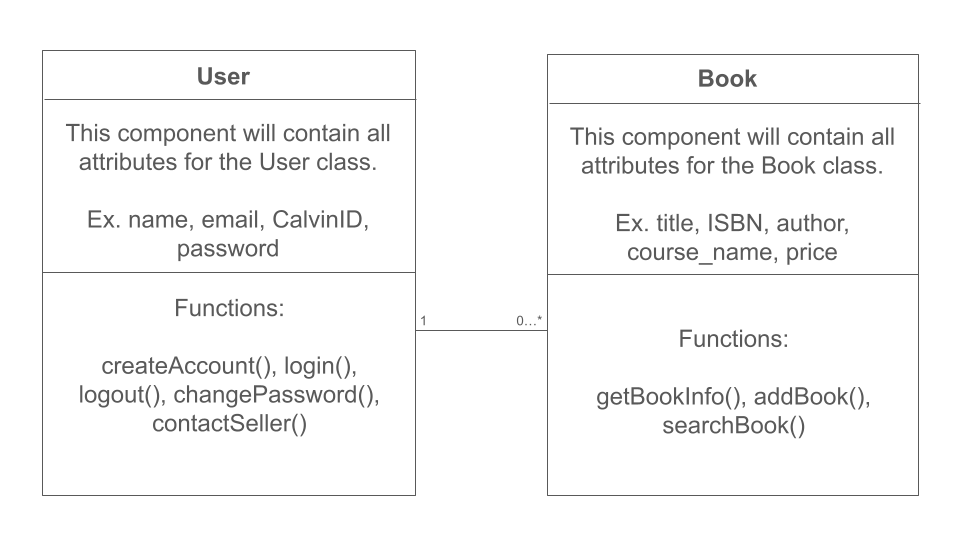 User
This component will contain all
attributes for the User class.
Ex. name, email, CalvinID,
password
Functions:
createAccount(), login(),
logout(), changePassword(),
contactSeller()
1
0...*
Book
This component will contain all
attributes for the Book class.
Ex. title, ISBN, author,
course_name, price
Functions:
getBookInfo(), addBook(),
searchBook()